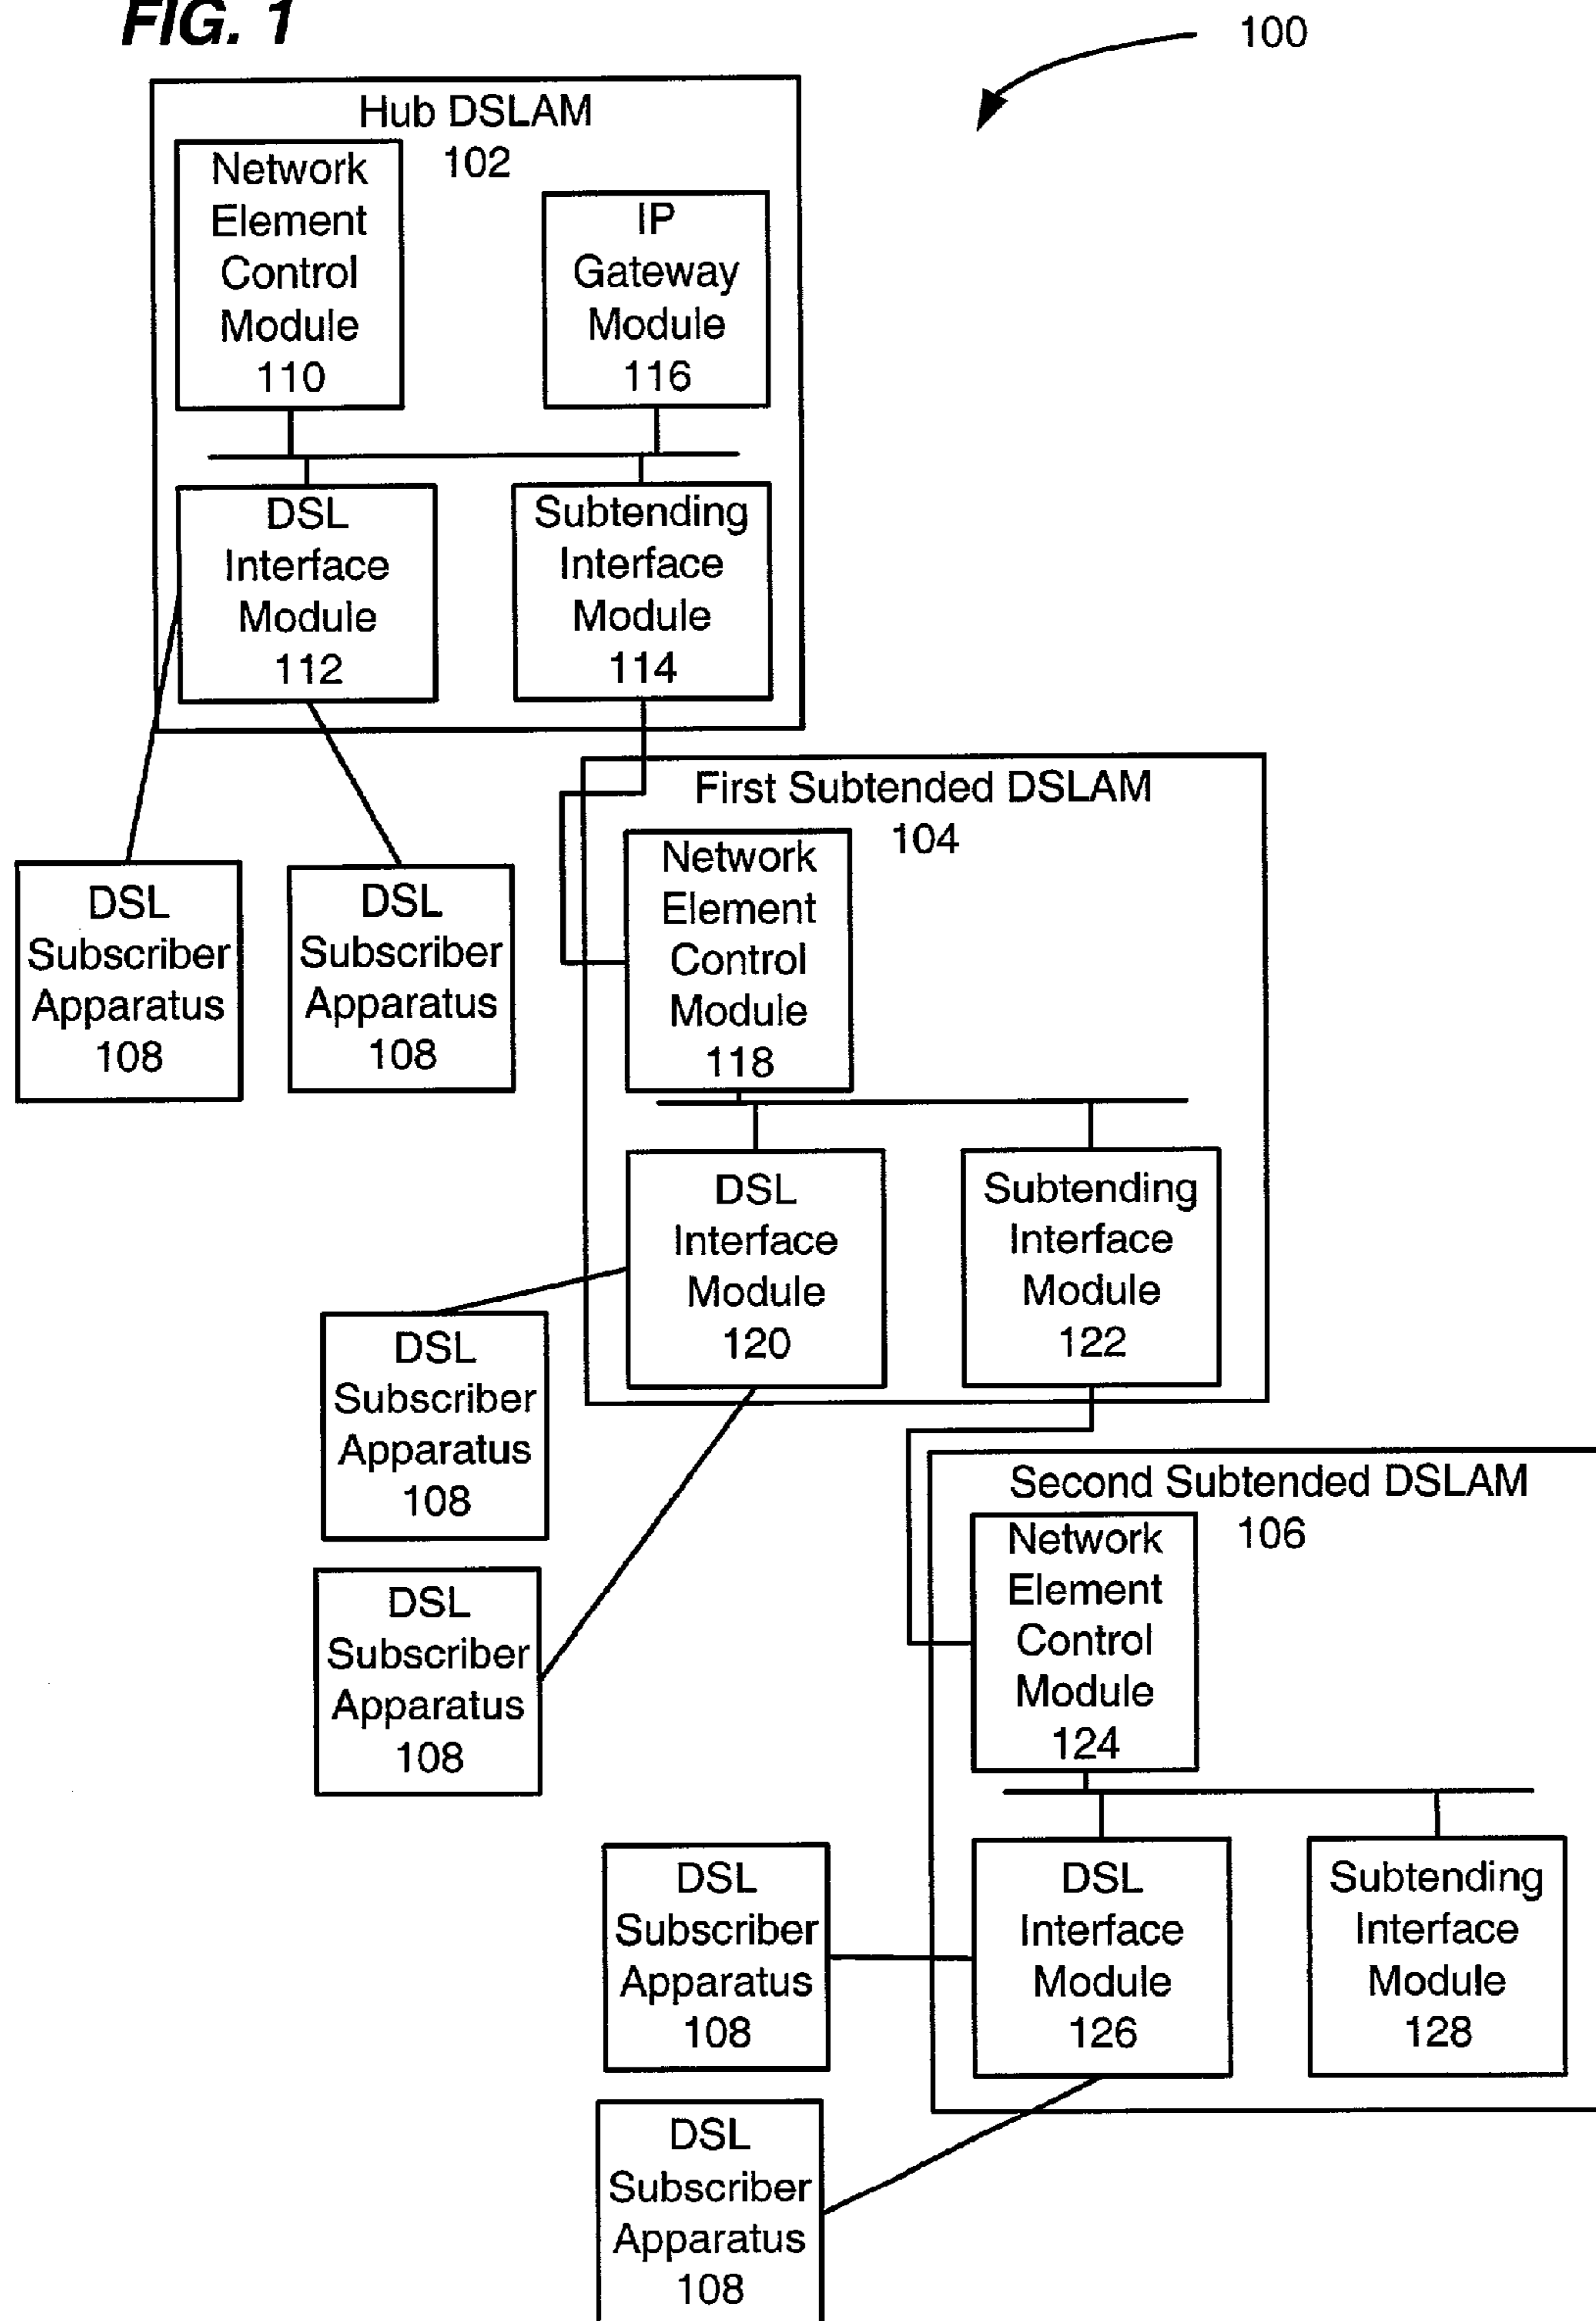 FIG. 1
100
Hub DSLAM
102
Network
Element
Control
Module
110
IP
Gateway
Module
116
DSL
Interface
Module
112
Subtending
Interface
Module
114
First Subtended DSLAM
104
Network
Element
Control
Module
118
DSL
Subscriber
Apparatus
108
DSL
Subscriber
Apparatus
108
DSL
Interface
Module
120
Subtending
Interface
Module
122
DSL
Subscriber
Apparatus
108
DSL
Subscriber
Apparatus
108
Second Subtended DSLAM
106
Network
Element
Control
Module
124
DSL
Interface
Module
126
Subtending
Interface
Module
128
DSL
Subscriber
Apparatus
108
DSL
Subscriber
Apparatus
108